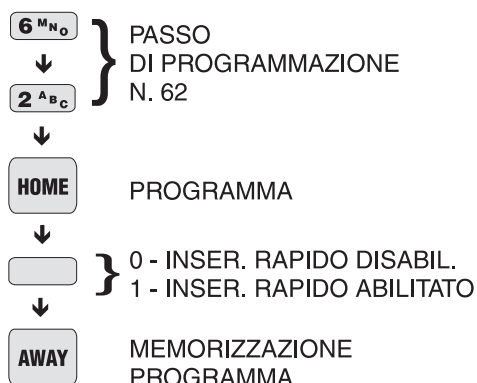 6 MNO
PASSO
DI PROGRAMMAZIONE
2 ABC
N. 62
HOME
PROGRAMMA
0 - INSER. RAPIDO DISABIL.
1 - INSER. RAPIDO ABILITATO
AWAY
MEMORIZZAZIONE
PROGRAMMA